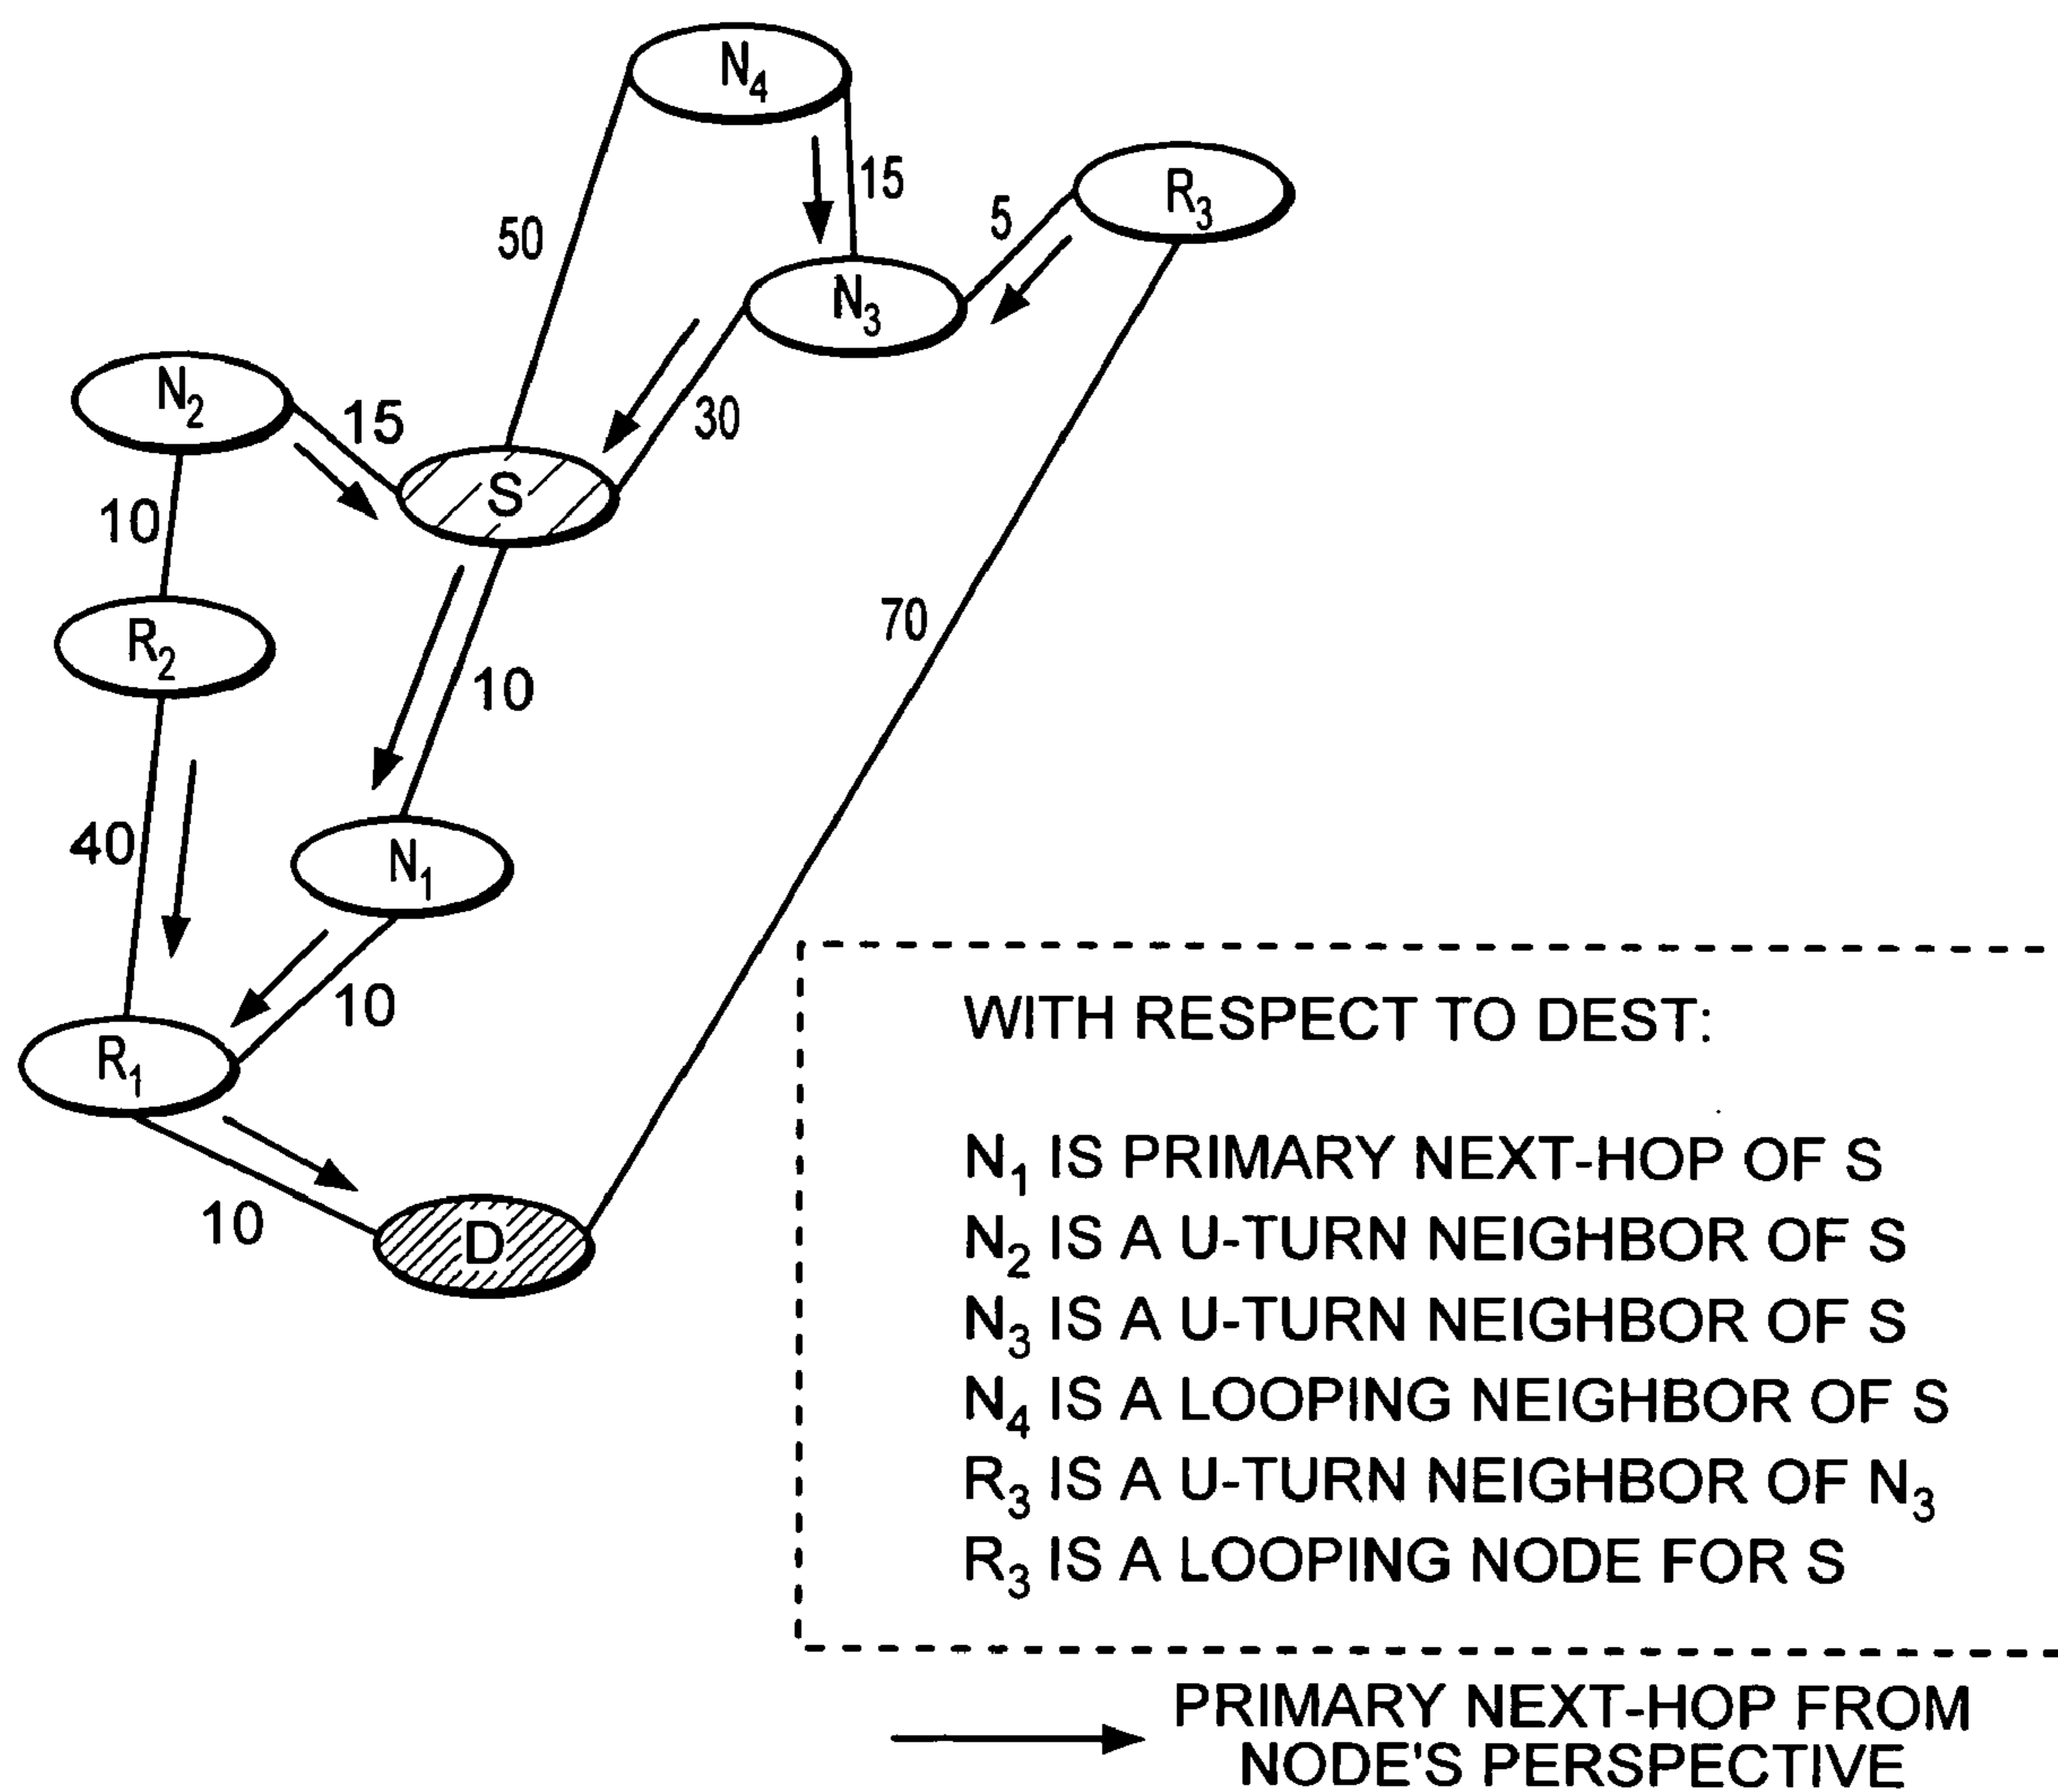 N₄
15
R₃
5
50
N₃
N₂
15
30
S
10
R₂
70
10
40
N₁
10
R₁
10
D
WITH RESPECT TO DEST:
N₁ IS PRIMARY NEXT-HOP OF S
N₂ IS A U-TURN NEIGHBOR OF S
N₃ IS A U-TURN NEIGHBOR OF S
N₄ IS A LOOPING NEIGHBOR OF S
R₃ IS A U-TURN NEIGHBOR OF N₃
R₃ IS A LOOPING NODE FOR S
PRIMARY NEXT-HOP FROM
NODE'S PERSPECTIVE